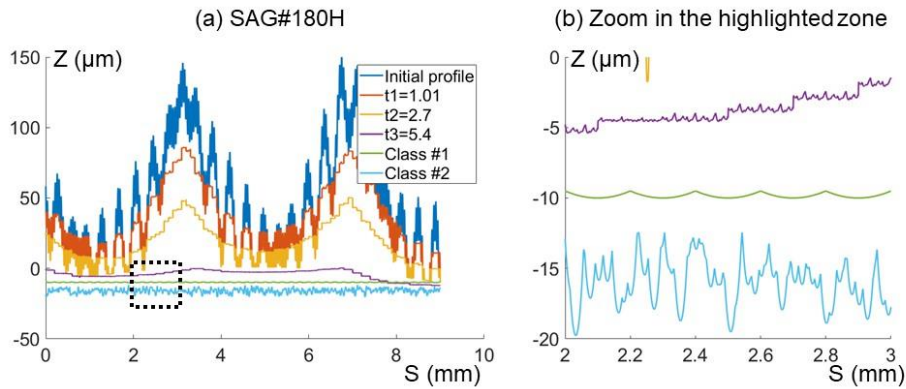 (a) SAG#180H
(b) Zoom in the highlighted zone
Z (µm)
150
100
50
0
-50
0
2
4
6
8
10
S (mm)
Initial profile
t1=1.01
t2=2.7
t3=5.4
Class #1
Class #2
Z (µm)
0
-5
-10
-15
-20
2
2.2
2.4
2.6
2.8
3
S (mm)